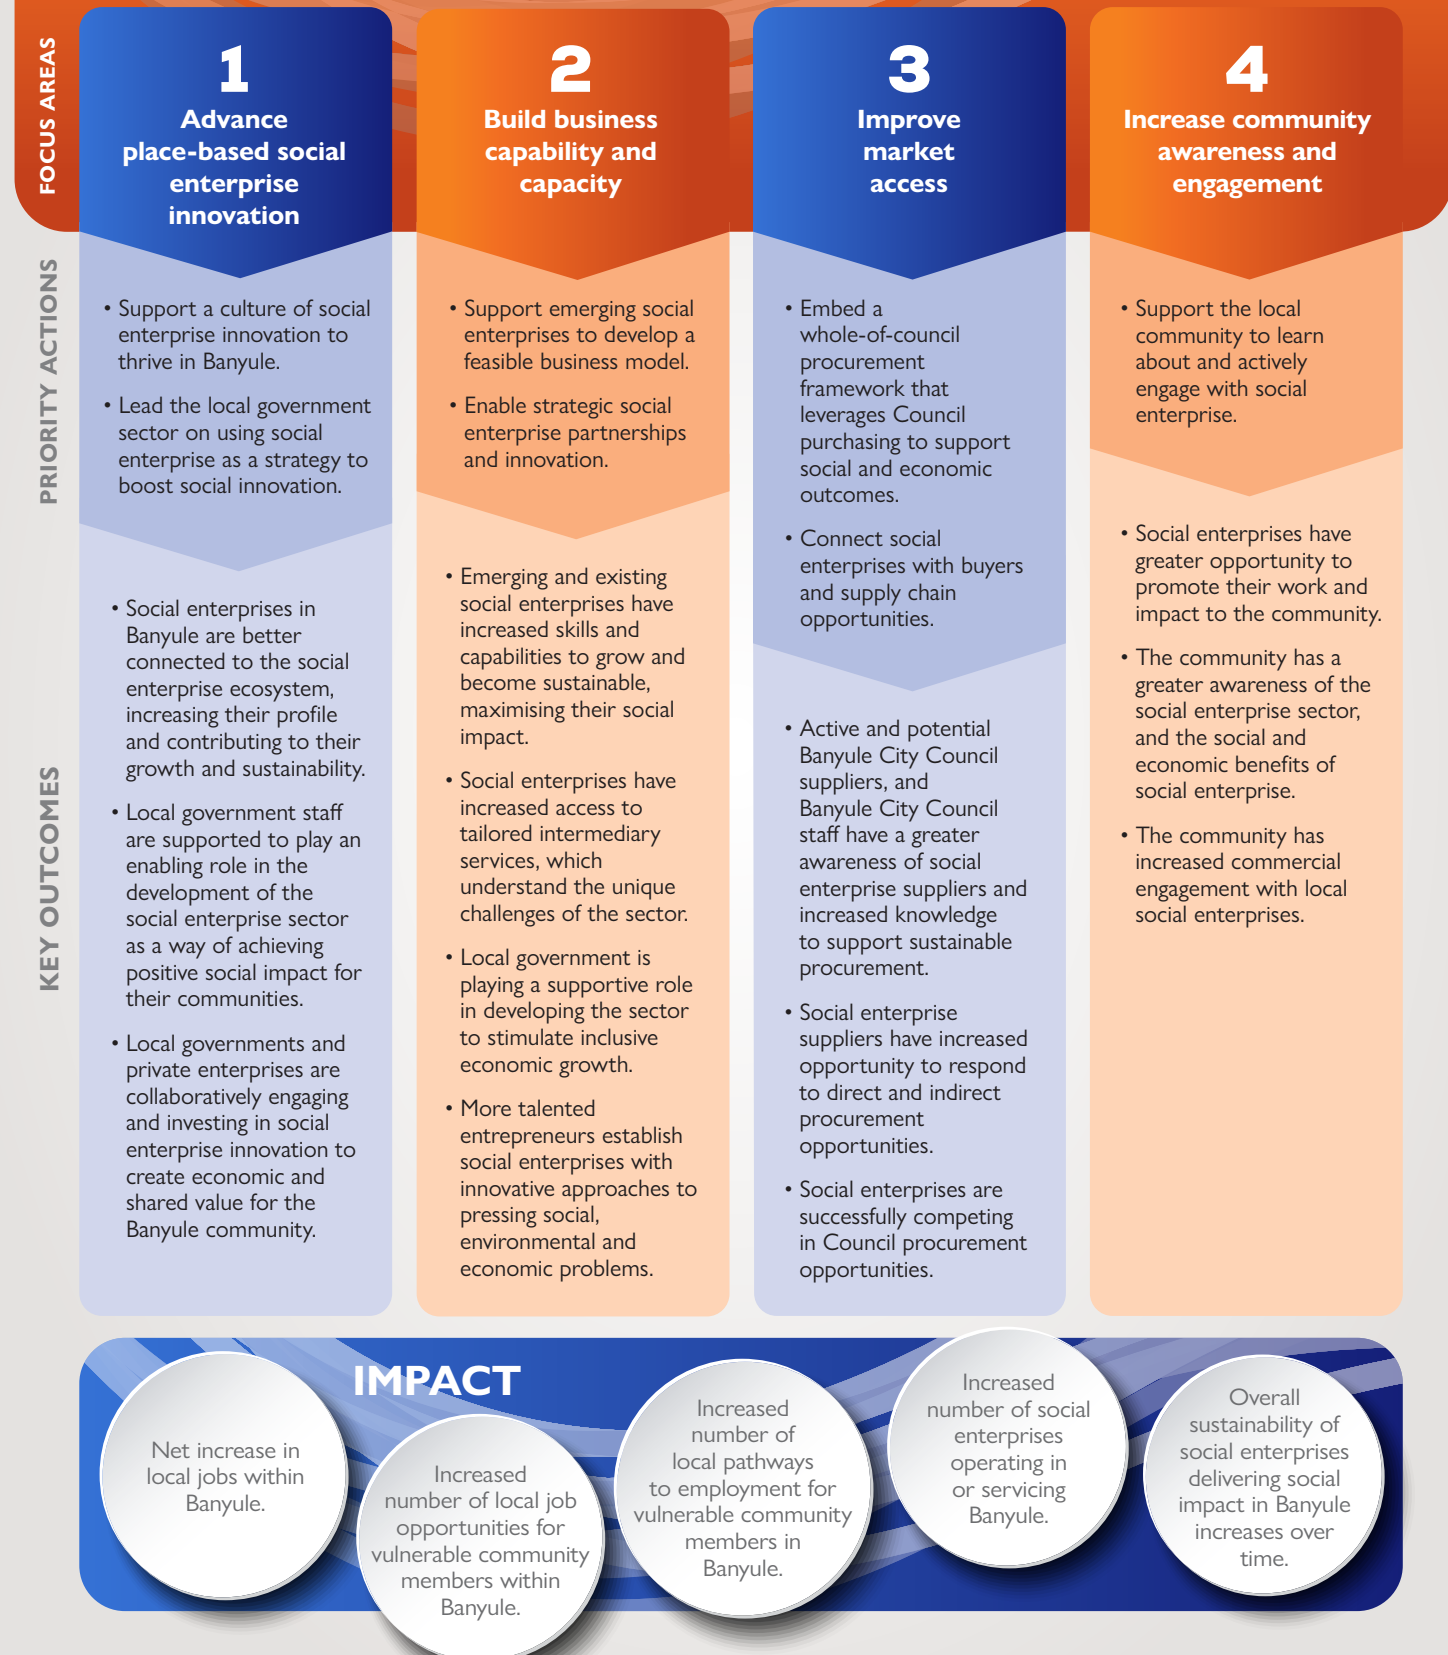 FOCUS AREAS
1
Advance
place-based social
enterprise
innovation
2
Build business
capability and
capacity
3
Improve
market
access
4
Increase community
awareness and
engagement
PRIORITY ACTIONS
• Support a culture of social
enterprise innovation to
thrive in Banyule.
• Lead the local government
sector on using social
enterprise as a strategy to
boost social innovation.
• Support emerging social
enterprises to develop a
feasible business model.
• Enable strategic social
enterprise partnerships
and innovation.
• Embed a
whole-of-council
procurement
framework that
leverages Council
purchasing to support
social and economic
outcomes.
• Connect social
enterprises with buyers
and supply chain
opportunities.
• Support the local
community to learn
about and actively
engage with social
enterprise.
KEY OUTCOMES
• Social enterprises in
Banyule are better
connected to the social
enterprise ecosystem,
increasing their profile
and contributing to their
growth and sustainability.
• Local government staff
are supported to play an
enabling role in the
development of the
social enterprise sector
as a way of achieving
positive social impact for
their communities.
• Local governments and
private enterprises are
collaboratively engaging
and investing in social
enterprise innovation to
create economic and
shared value for the
Banyule community.
• Emerging and existing
social enterprises have
increased skills and
capabilities to grow and
become sustainable,
maximising their social
impact.
• Social enterprises have
increased access to
tailored intermediary
services, which
understand the unique
challenges of the sector.
• Local government is
playing a supportive role
in developing the sector
to stimulate inclusive
economic growth.
• More talented
entrepreneurs establish
social enterprises with
innovative approaches to
pressing social,
environmental and
economic problems.
• Active and potential
Banyule City Council
suppliers, and
Banyule City Council
staff have a greater
awareness of social
enterprise suppliers and
increased knowledge
to support sustainable
procurement.
• Social enterprise
suppliers have increased
opportunity to respond
to direct and indirect
procurement
opportunities.
• Social enterprises are
successfully competing
in Council procurement
opportunities.
• Social enterprises have
greater opportunity to
promote their work and
impact to the community.
• The community has a
greater awareness of the
social enterprise sector,
and the social and
economic benefits of
social enterprise.
• The community has
increased commercial
engagement with local
social enterprises.
IMPACT
Net increase in
local jobs within
Banyule.
Increased
number of local job
opportunities for
vulnerable community
members within
Banyule.
Increased
number of
local pathways
to employment for
vulnerable community
members in
Banyule.
Increased
number of social
enterprises
operating in
or servicing
Banyule.
Overall
sustainability of
social enterprises
delivering social
impact in Banyule
increases over
time.